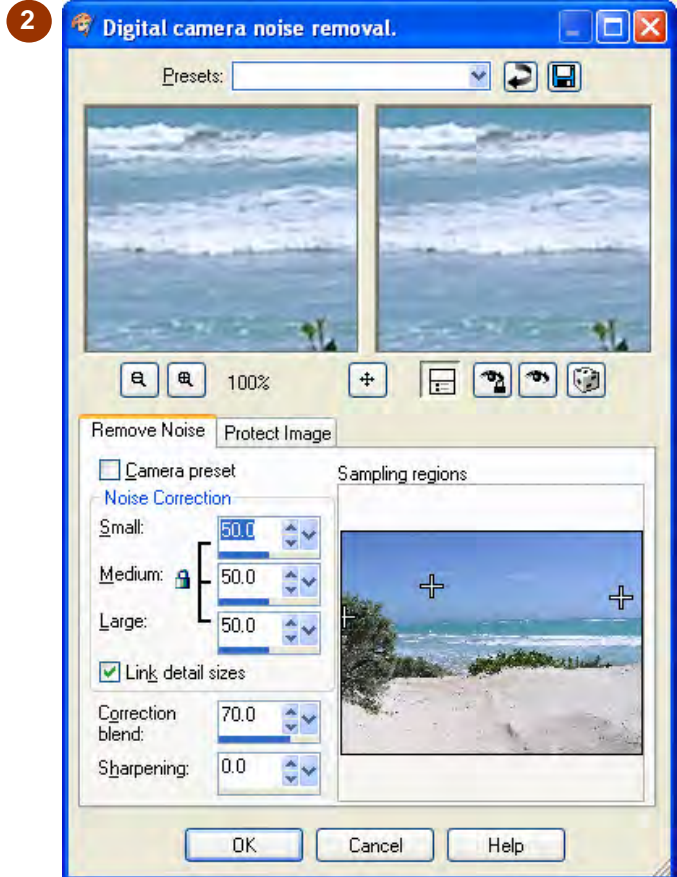 2
Digital camera noise removal.
Presets:
100%
Remove Noise
Protect Image
Camera preset
Sampling regions
Noise Correction
Small: 50.0
Medium: 50.0
Large: 50.0
Link detail sizes
Correction blend: 70.0
Sharpening: 0.0
OK
Cancel
Help